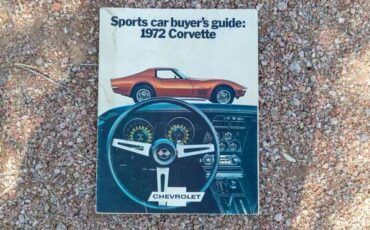 Sports car buyer's guide:
1972 Corvette
CHEVROLET